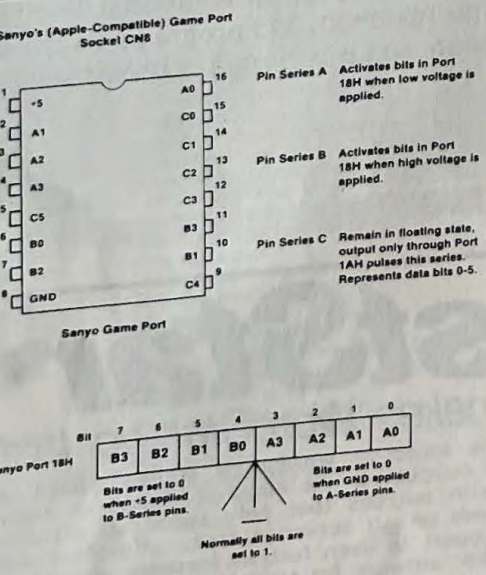 Sanyo's (Apple-Compatible) Game Port
Socket CN8
1 +5
2 A1
3 A2
4 A3
5 C5
6 B0
7 B2
8 GND
16 A0
15 C0
14 C1
13 C2
12 C3
11 B3
10 B1
9 C4
Sanyo Game Port
Pin Series A Activates bits in Port
18H when low voltage is
applied.
Pin Series B Activates bits in Port
18H when high voltage is
applied.
Pin Series C Remain in floating state,
output only through Port
1AH pulses this series.
Represents data bits 0-5.
Bit 7 6 5 4 3 2 1 0
Sanyo Port 18H B3 B2 B1 B0 A3 A2 A1 A0
Bits are set to 0
when +5 applied
to B-Series pins.
Bits are set to 0
when GND applied
to A-Series pins.
Normally all bits are
set to 1.